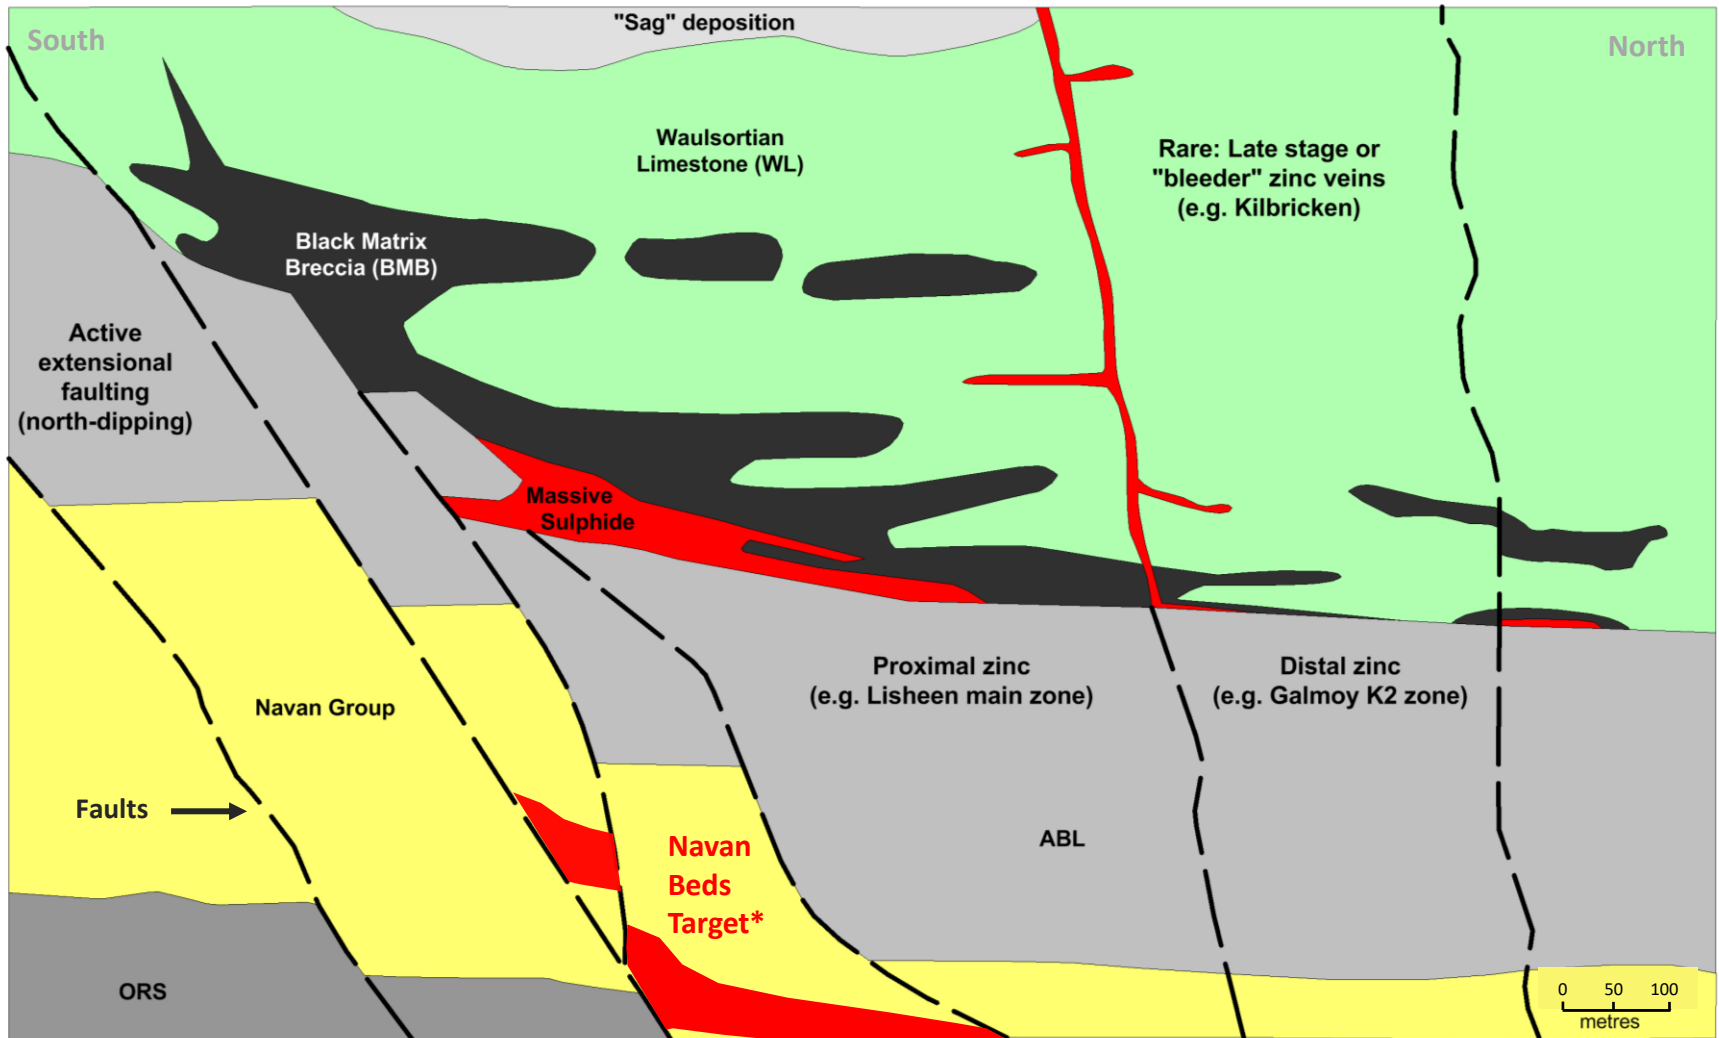 "Sag" deposition
South
North
Waulsortian
Limestone (WL)
Rare: Late stage or
"bleeder" zinc veins
(e.g. Kilbricken)
Black Matrix
Breccia (BMB)
Active
extensional
faulting
(north-dipping)
Massive
Sulphide
Proximal zinc
(e.g. Lisheen main zone)
Distal zinc
(e.g. Galmoy K2 zone)
Navan Group
Faults
Navan
Beds
Target*
ABL
ORS
0 50 100
metres